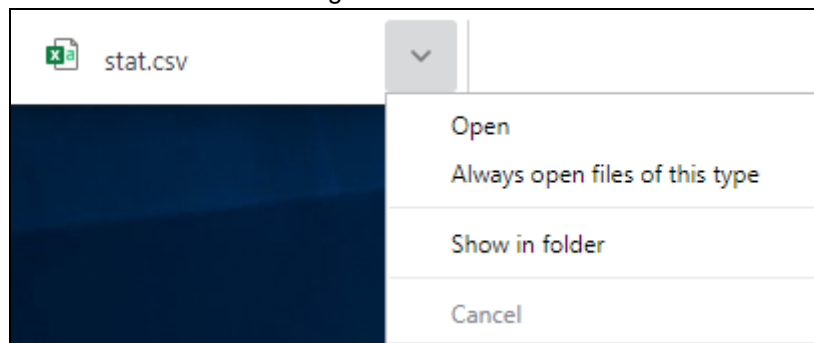 stat.csv
Open
Always open files of this type
Show in folder
Cancel